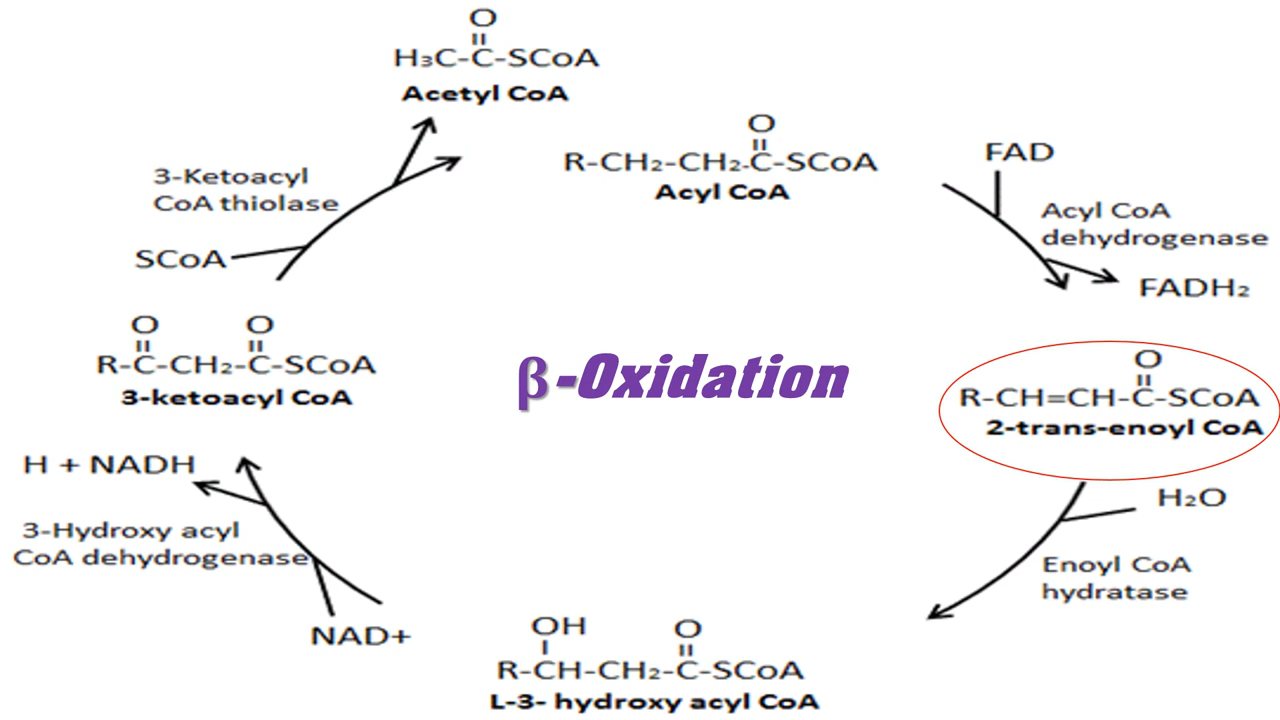 O
H₃C-C-SCoA
Acetyl CoA
O
R-CH₂-CH₂-C-SCoA
Acyl CoA
FAD
Acyl CoA
dehydrogenase
FADH₂
O
R-CH=CH-C-SCoA
2-trans-enoyl CoA
H₂O
Enoyl CoA
hydratase
OH O
R-CH-CH₂-C-SCoA
L-3- hydroxy acyl CoA
NAD+
3-Hydroxy acyl
CoA dehydrogenase
H + NADH
O O
R-C-CH₂-C-SCoA
3-ketoacyl CoA
SCoA
3-Ketoacyl
CoA thiolase
β-Oxidation